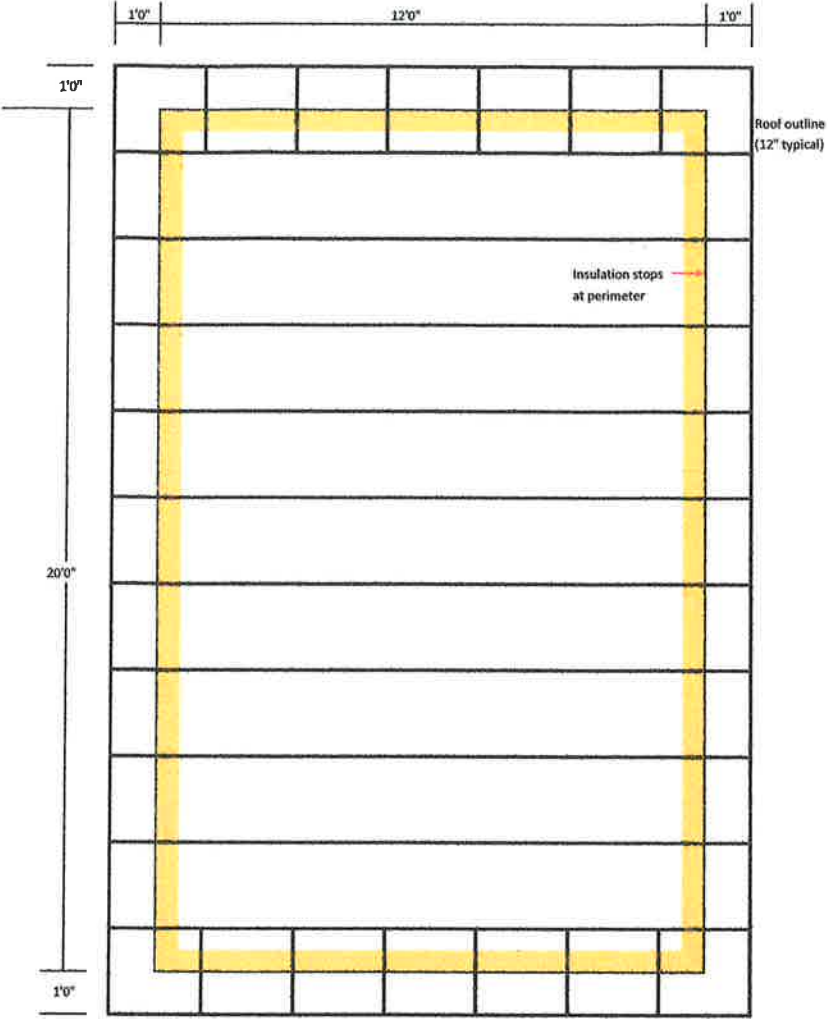 1'0"
12'0"
1'0"
1'0"
Roof outline
(12" typical)
Insulation stops
at perimeter
20'0"
1'0"